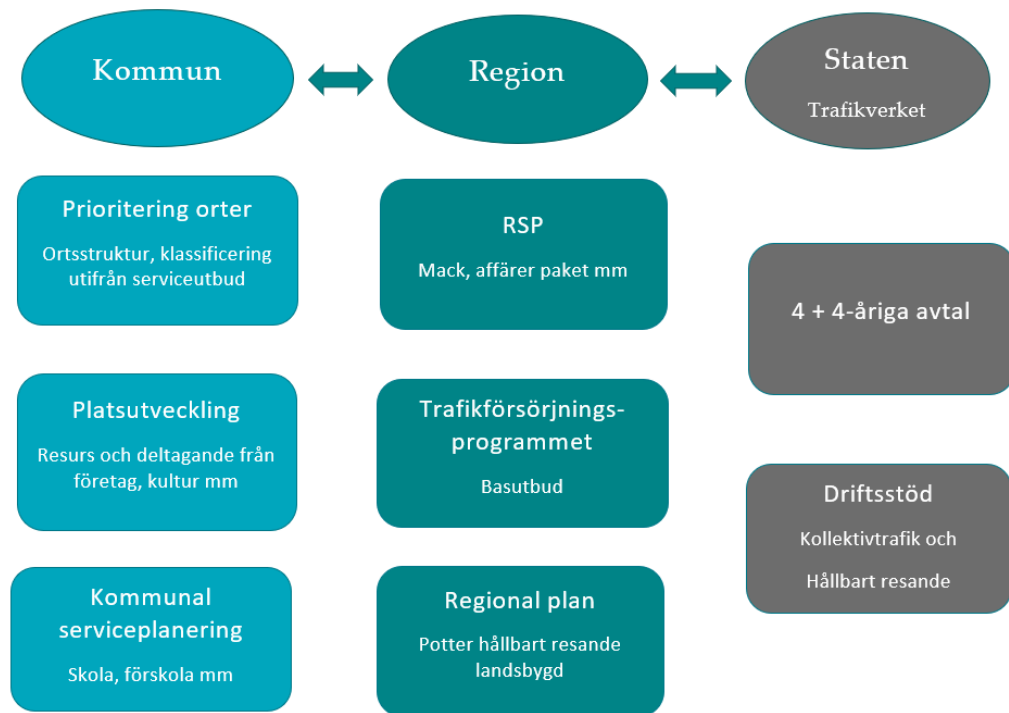 Kommun
Region
Staten
Trafikverket
Prioritering orter
Ortsstruktur, klassificering
utifrån serviceutbud
Platsutveckling
Resurs och deltagande från
företag, kultur mm
Kommunal
serviceplanering
Skola, förskola mm
RSP
Mack, affärer paket mm
Trafikförsörjnings-
programmet
Basutbud
Regional plan
Potter hållbart resande
landsbygd
4 + 4-åriga avtal
Driftsstöd
Kollektivtrafik och
Hållbart resande